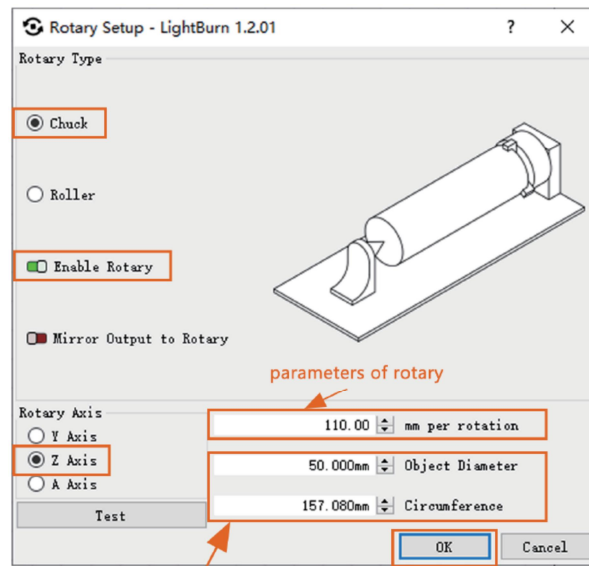 Rotary Setup - LightBurn 1.2.01 ? ×
Rotary Type
Chuck
Roller
Enable Rotary
Mirror Output to Rotary
parameters of rotary
Rotary Axis
110.00 mm per rotation
Y Axis
Z Axis
50.000mm Object Diameter
A Axis
157.080mm Circumference
Test
OK Cancel